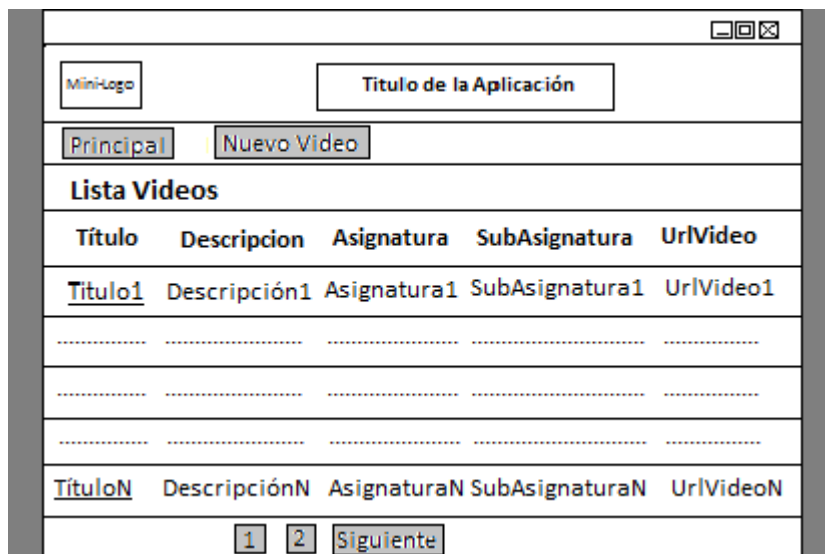 Mini-Logo
Titulo de la Aplicación
Principal Nuevo Video
Lista Videos
Título Descripcion Asignatura SubAsignatura UrlVideo
Titulo1 Descripción1 Asignatura1 SubAsignatura1 UrlVideo1
TítuloN DescripciónN AsignaturaN SubAsignaturaN UrlVideoN
1 2 Siguiente